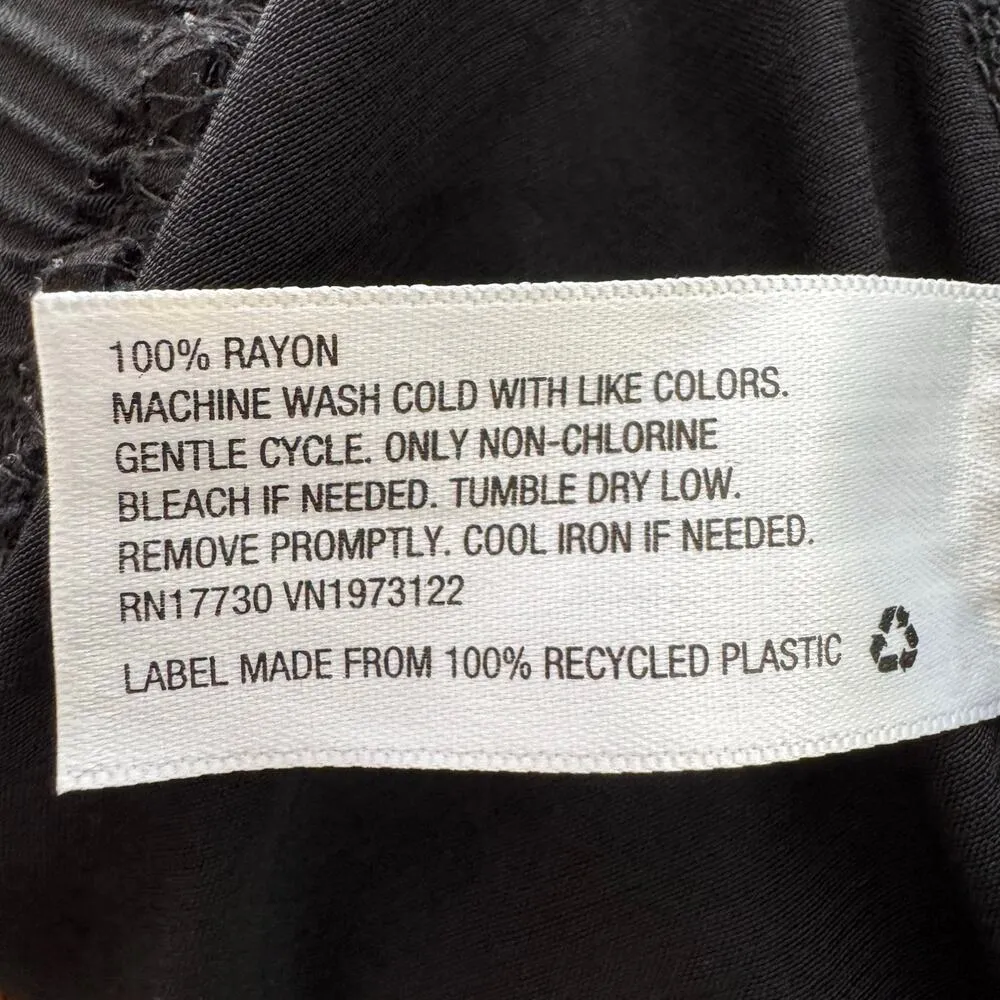 100% RAYON
MACHINE WASH COLD WITH LIKE COLORS.
GENTLE CYCLE. ONLY NON-CHLORINE
BLEACH IF NEEDED. TUMBLE DRY LOW.
REMOVE PROMPTLY. COOL IRON IF NEEDED.
RN17730 VN1973122
LABEL MADE FROM 100% RECYCLED PLASTIC